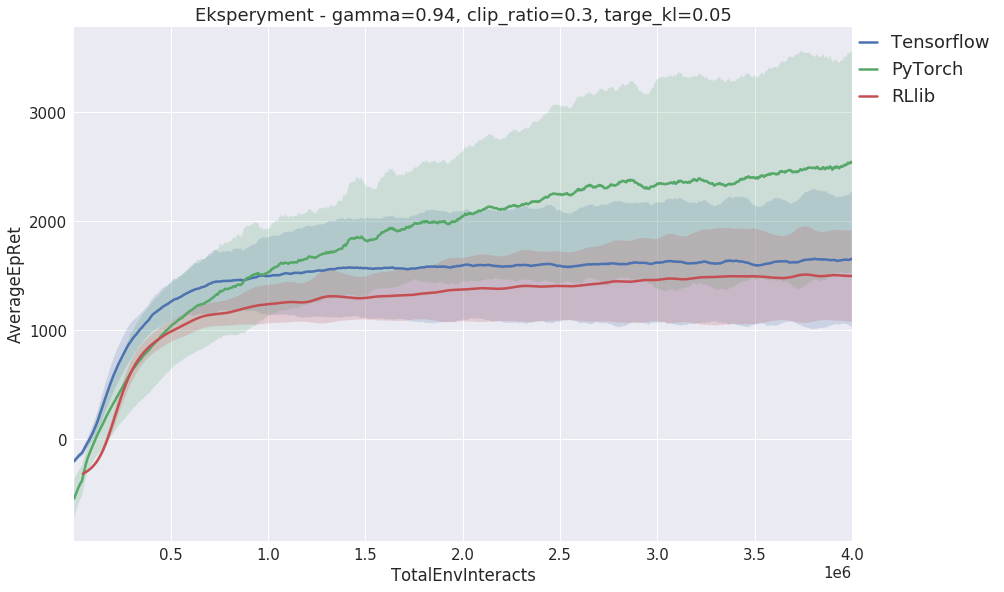 Eksperyment - gamma=0.94, clip_ratio=0.3, targe_kl=0.05
Tensorflow
PyTorch
RLlib
AverageEpRet
3000
2000
1000
0
0.5 1.0 1.5 2.0 2.5 3.0 3.5 4.0
1e6
TotalEnvInteracts